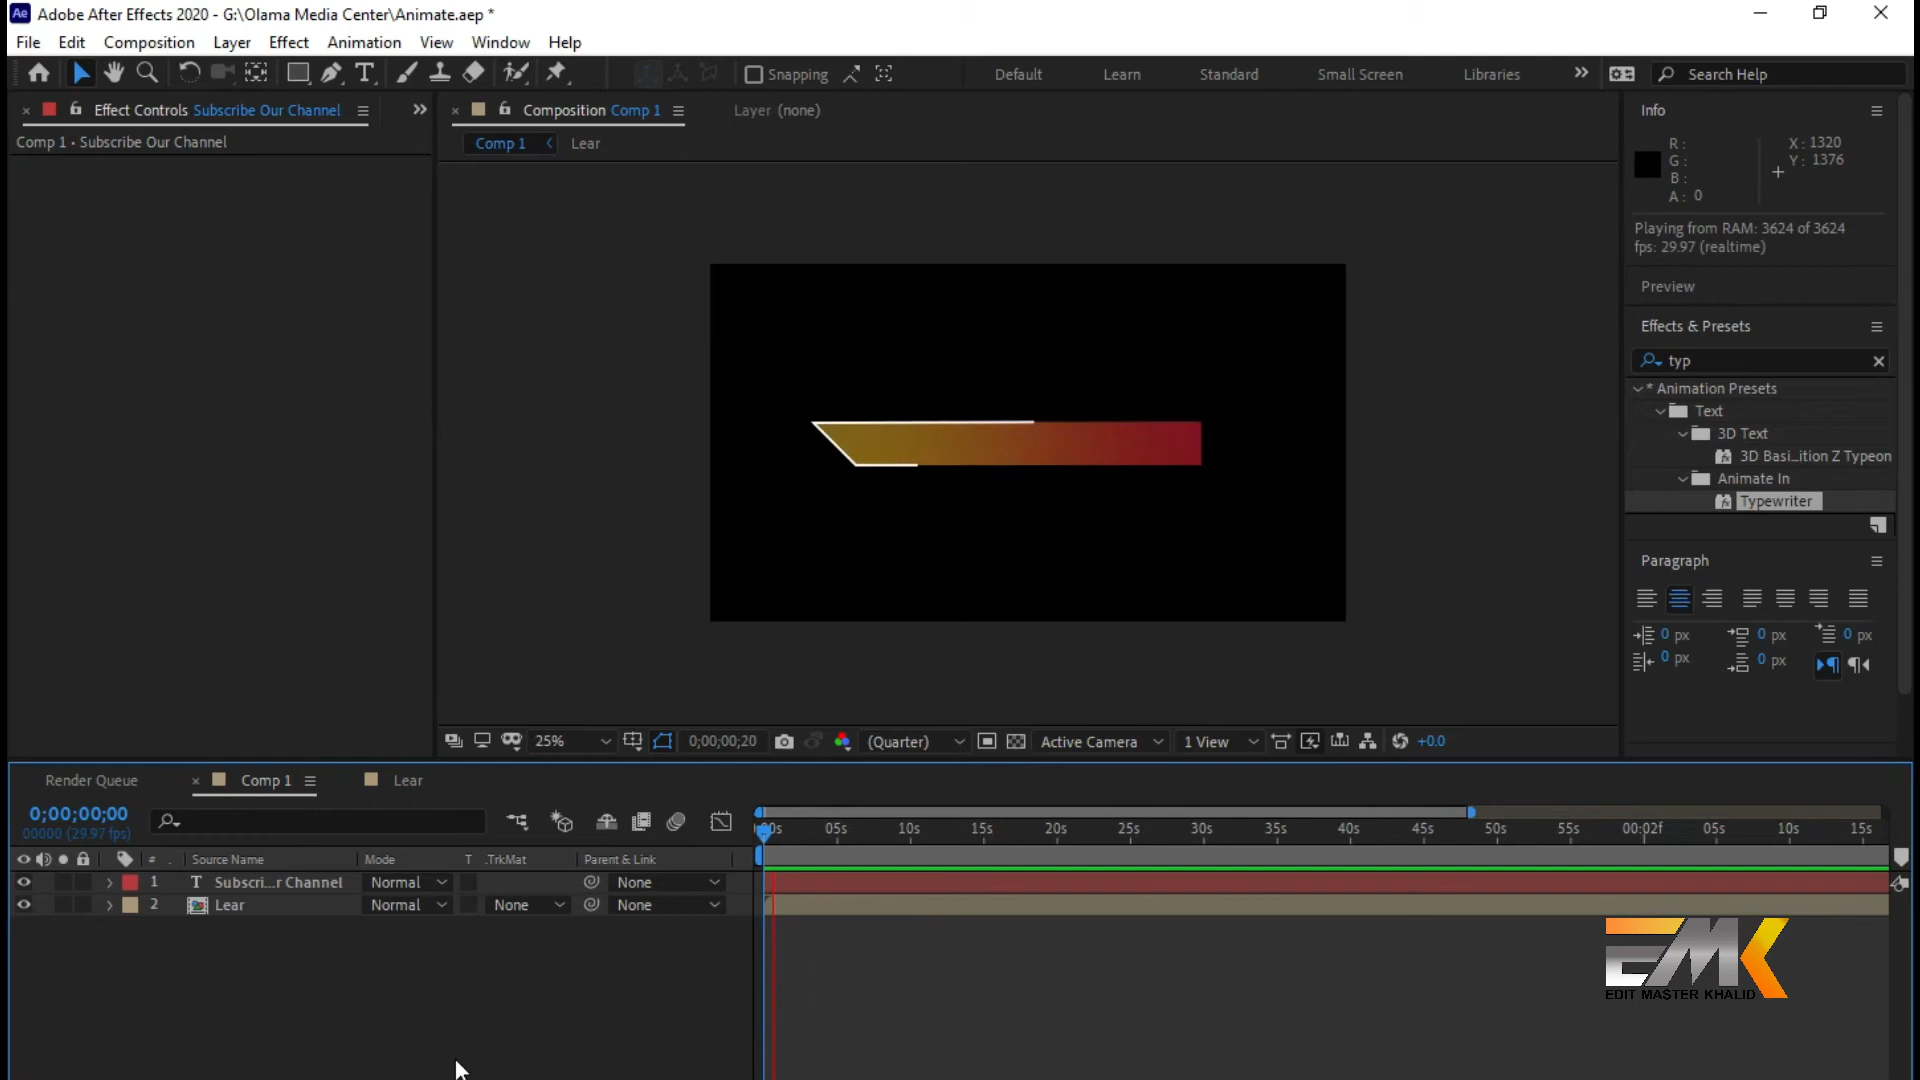 Ae Adobe After Effects 2020 - G:\Olama Media Center\Animate.aep *
File Edit Composition Layer Effect Animation View Window Help
Snapping Default Learn Standard Small Screen Libraries Search Help
Effect Controls Subscribe Our Channel
Composition Comp 1
Layer (none)
Info
Comp 1 • Subscribe Our Channel
Comp 1
Lear
R :
G :
B :
A : 0
X : 1320
Y : 1376
Playing from RAM: 3624 of 3624
fps: 29.97 (realtime)
Preview
Effects & Presets
typ
* Animation Presets
Text
3D Text
3D Basi...ition Z Typeon
Animate In
Typewriter
Paragraph
0 px 0 px 0 px
0 px 0 px
25% 0;00;00;20 (Quarter) Active Camera 1 View +0.0
Render Queue Comp 1 Lear
0;00;00;00
00000 (29.97 fps)
05s 10s 15s 20s 25s 30s 35s 40s 45s 50s 55s 00:02f 05s 10s 15s
# Source Name Mode T .TrkMat Parent & Link
1 T Subscri...r Channel Normal None
2 Lear Normal None None
EMK
EDIT MASTER KHALID